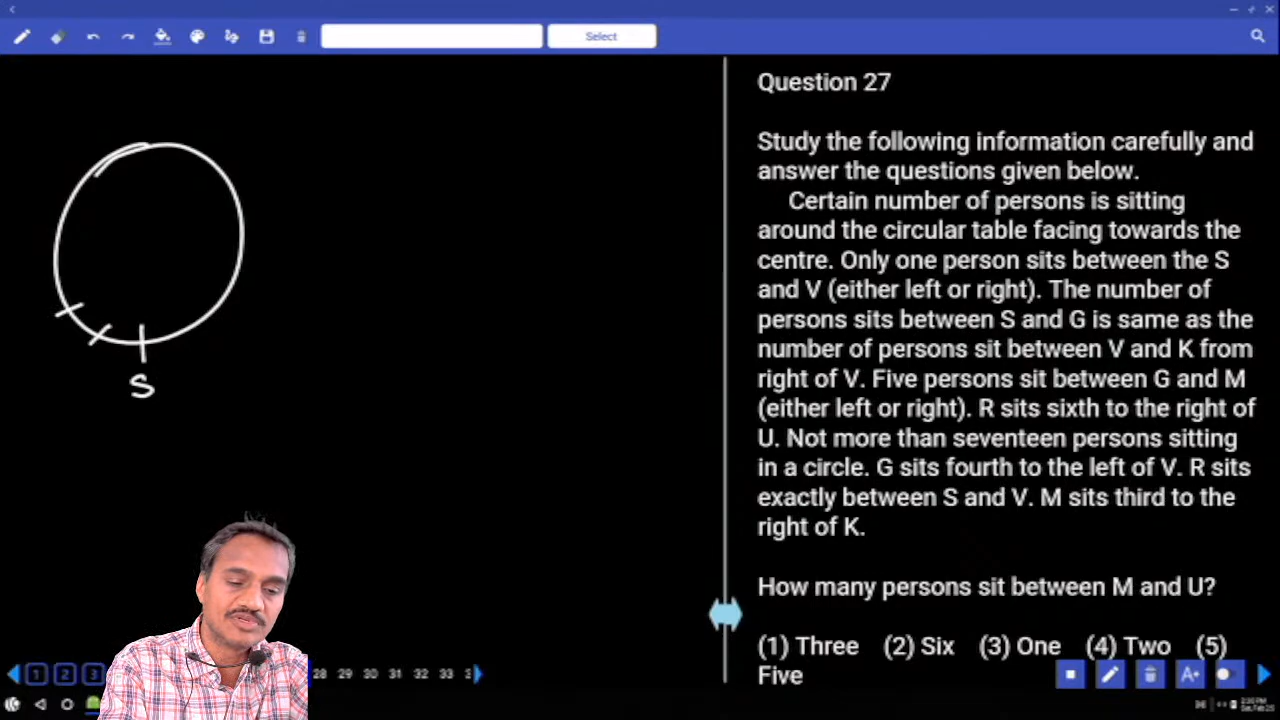 Select
Question 27
Study the following information carefully and
answer the questions given below.
Certain number of persons is sitting
around the circular table facing towards the
centre. Only one person sits between the S
and V (either left or right). The number of
persons sits between S and G is same as the
number of persons sit between V and K from
right of V. Five persons sit between G and M
(either left or right). R sits sixth to the right of
U. Not more than seventeen persons sitting
in a circle. G sits fourth to the left of V. R sits
exactly between S and V. M sits third to the
right of K.
How many persons sit between M and U?
(1) Three (2) Six (3) One (4) Two (5)
Five
S
1 2 3 28 29 30 31 32 33
A+